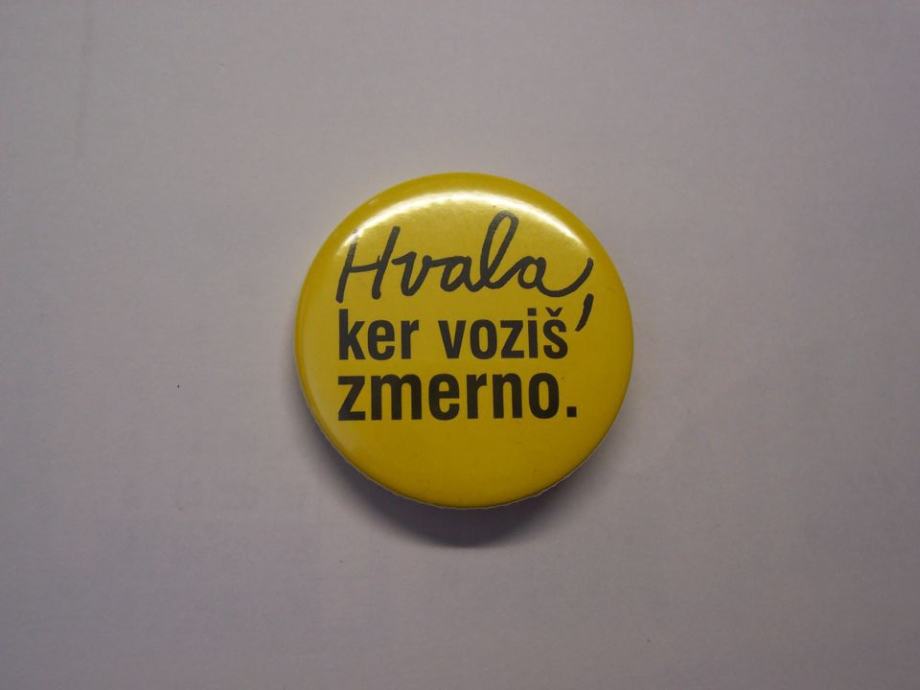 Hvala,
ker voziš
zmerno.